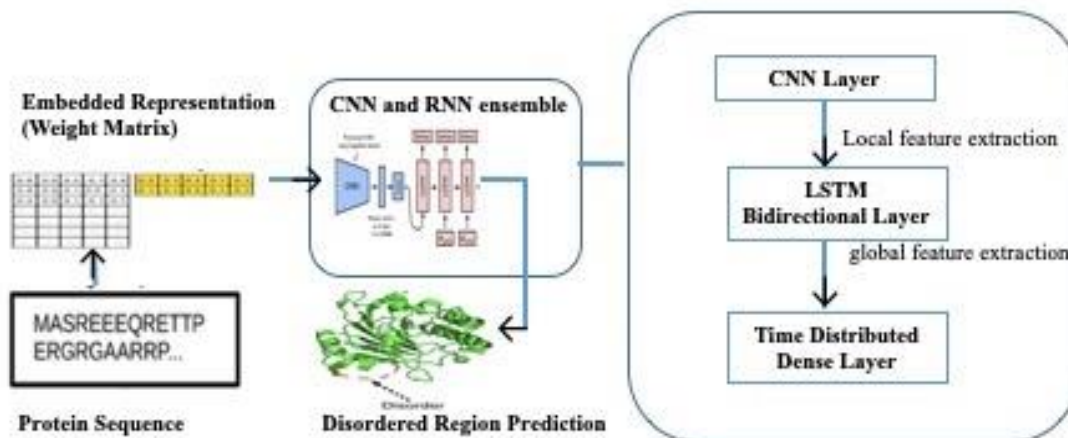 Embedded Representation
(Weight Matrix)
MASREEEQRETTP
ERGRGAARRP...
Protein Sequence
CNN and RNN ensemble
Disorder
Disordered Region Prediction
CNN Layer
Local feature extraction
LSTM
Bidirectional Layer
global feature extraction
Time Distributed
Dense Layer